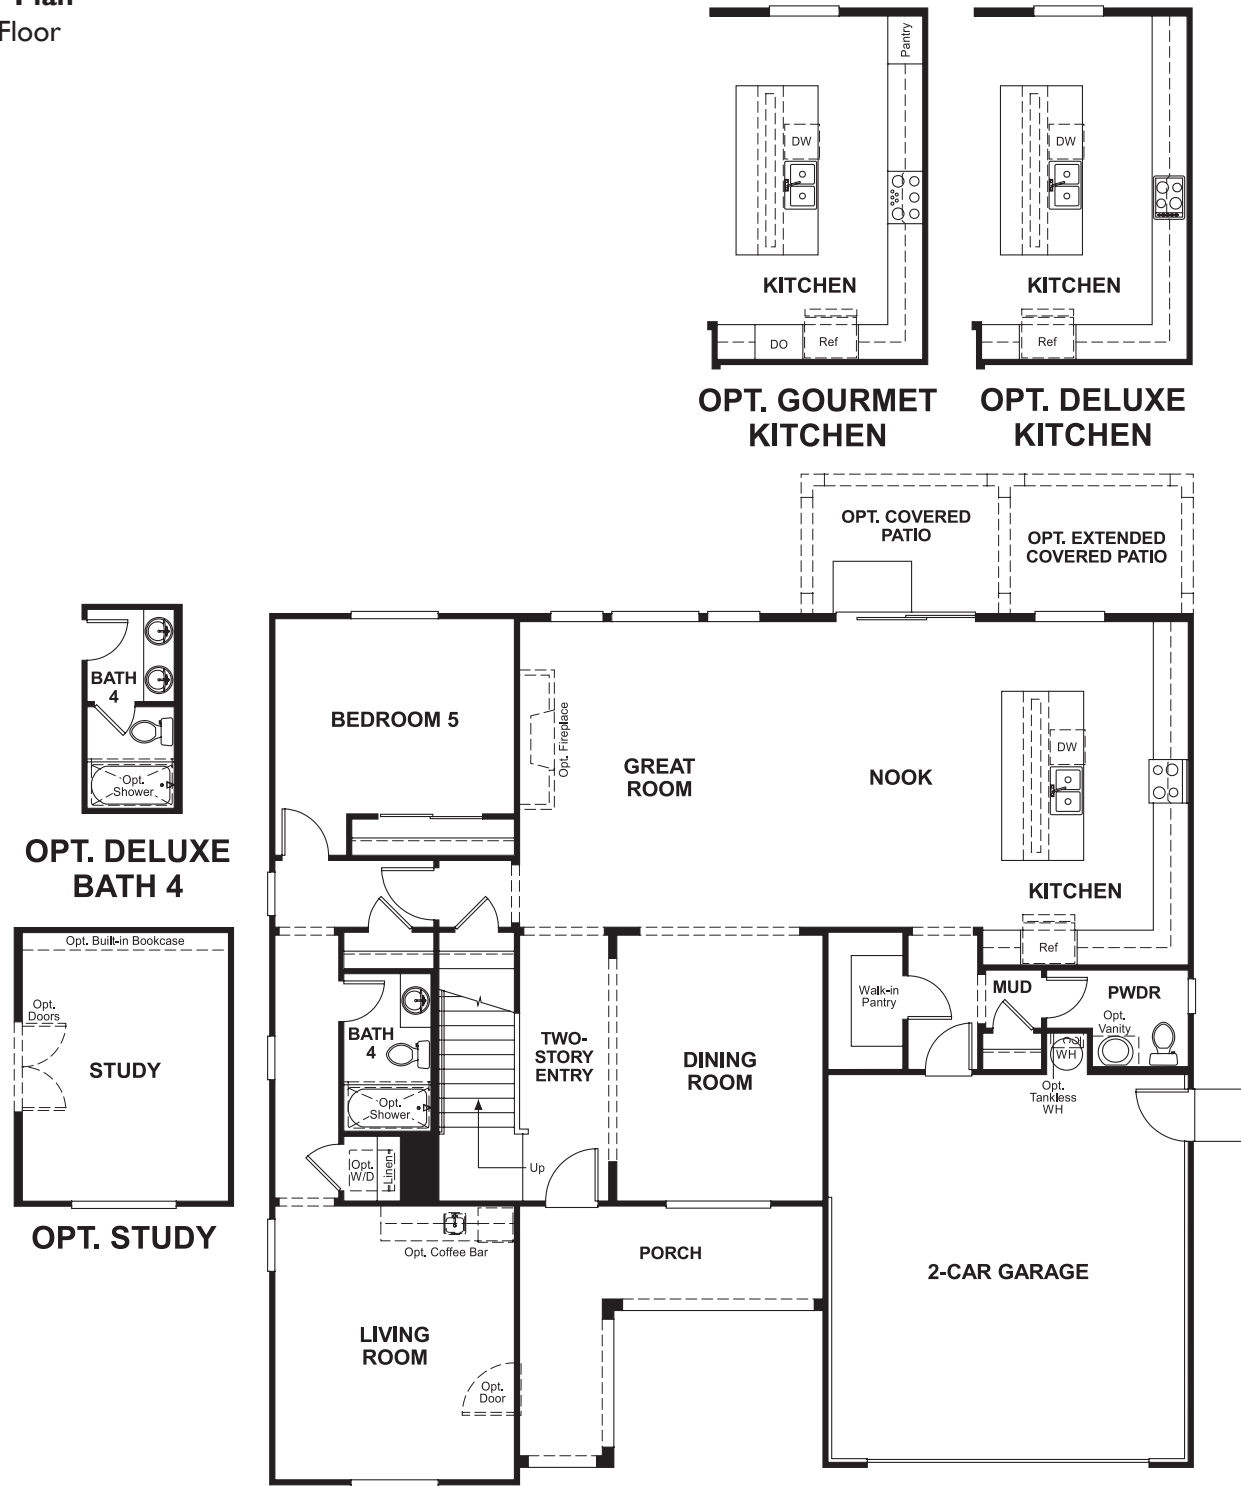 Plan
Floor
Pantry
DW
KITCHEN
DO
Ref
OPT. GOURMET
KITCHEN
DW
KITCHEN
Ref
OPT. DELUXE
KITCHEN
OPT. COVERED
PATIO
OPT. EXTENDED
COVERED PATIO
BATH
4
Opt.
Shower
OPT. DELUXE
BATH 4
BEDROOM 5
Opt. Fireplace
GREAT
ROOM
NOOK
DW
KITCHEN
Ref
Opt. Built-in Bookcase
Opt.
Doors
STUDY
OPT. STUDY
BATH
4
Opt.
Shower
Opt.
W/D
Linen
TWO-
STORY
ENTRY
Up
DINING
ROOM
Walk-in
Pantry
MUD
PWDR
Opt.
Vanity
WH
Opt.
Tankless
WH
Opt. Coffee Bar
LIVING
ROOM
Opt.
Door
PORCH
2-CAR GARAGE